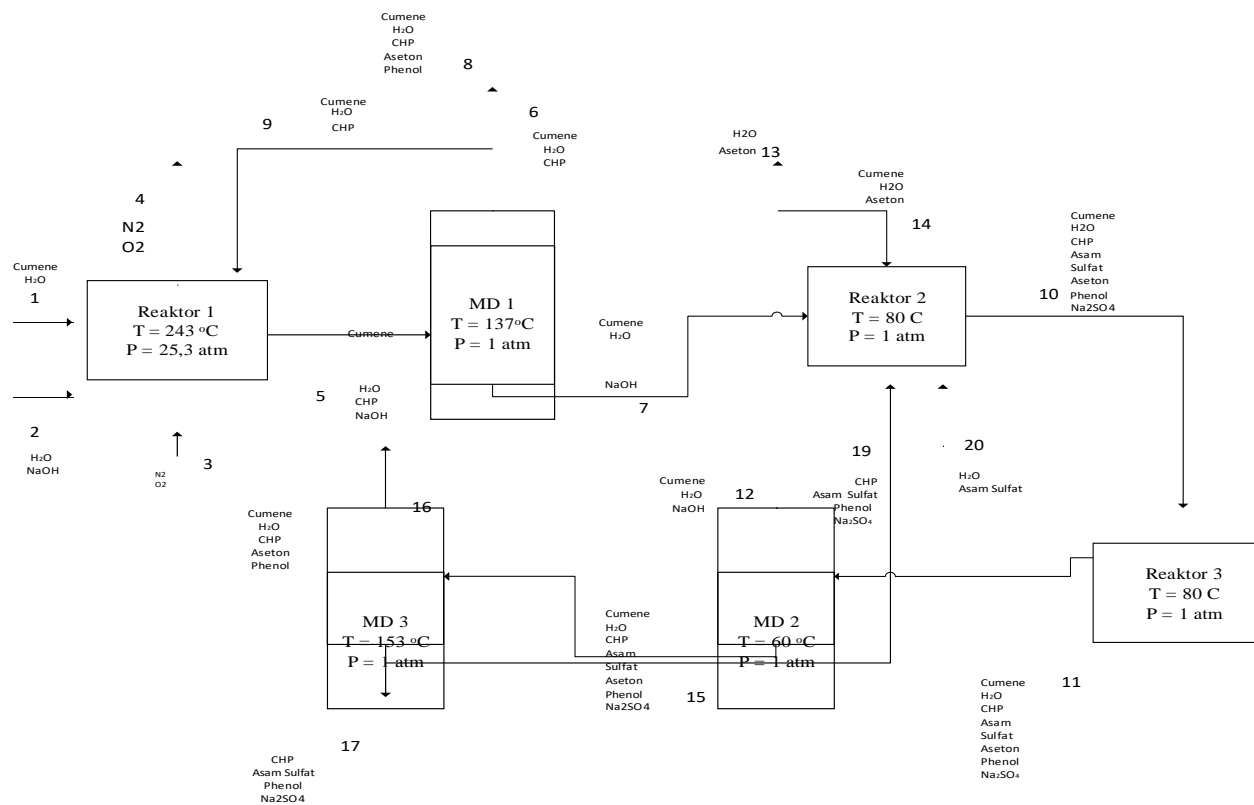 Cumene
H₂O
CHP
Aseton
Phenol
8
Cumene
H₂O
CHP
9
6
Cumene
H₂O
CHP
H2O
Aseton 13
4
N2
O2
Cumene
H2O
Aseton
14
Cumene
H2O
CHP
Asam
Sulfat
Aseton
Phenol
Na2SO4
10
Cumene
H₂O
1
Reaktor 1
T = 243 ºC
P = 25,3 atm
Cumene
MD 1
T = 137ºC
P = 1 atm
Cumene
H₂O
Reaktor 2
T = 80 C
P = 1 atm
5
H₂O
CHP
NaOH
NaOH
7
2
H₂O
NaOH
3
N2
O2
19
20
H₂O
Asam Sulfat
CHP
Asam Sulfat
Phenol
Na₂SO₄
Cumene
H₂O
NaOH
12
16
Cumene
H₂O
CHP
Aseton
Phenol
MD 3
T = 153 ºC
P = 1 atm
Cumene
H₂O
CHP
Asam
Sulfat
Aseton
Phenol
Na2SO4
15
MD 2
T = 60 ºC
P = 1 atm
Reaktor 3
T = 80 C
P = 1 atm
11
Cumene
H₂O
CHP
Asam
Sulfat
Aseton
Phenol
Na₂SO₄
17
CHP
Asam Sulfat
Phenol
Na2SO4